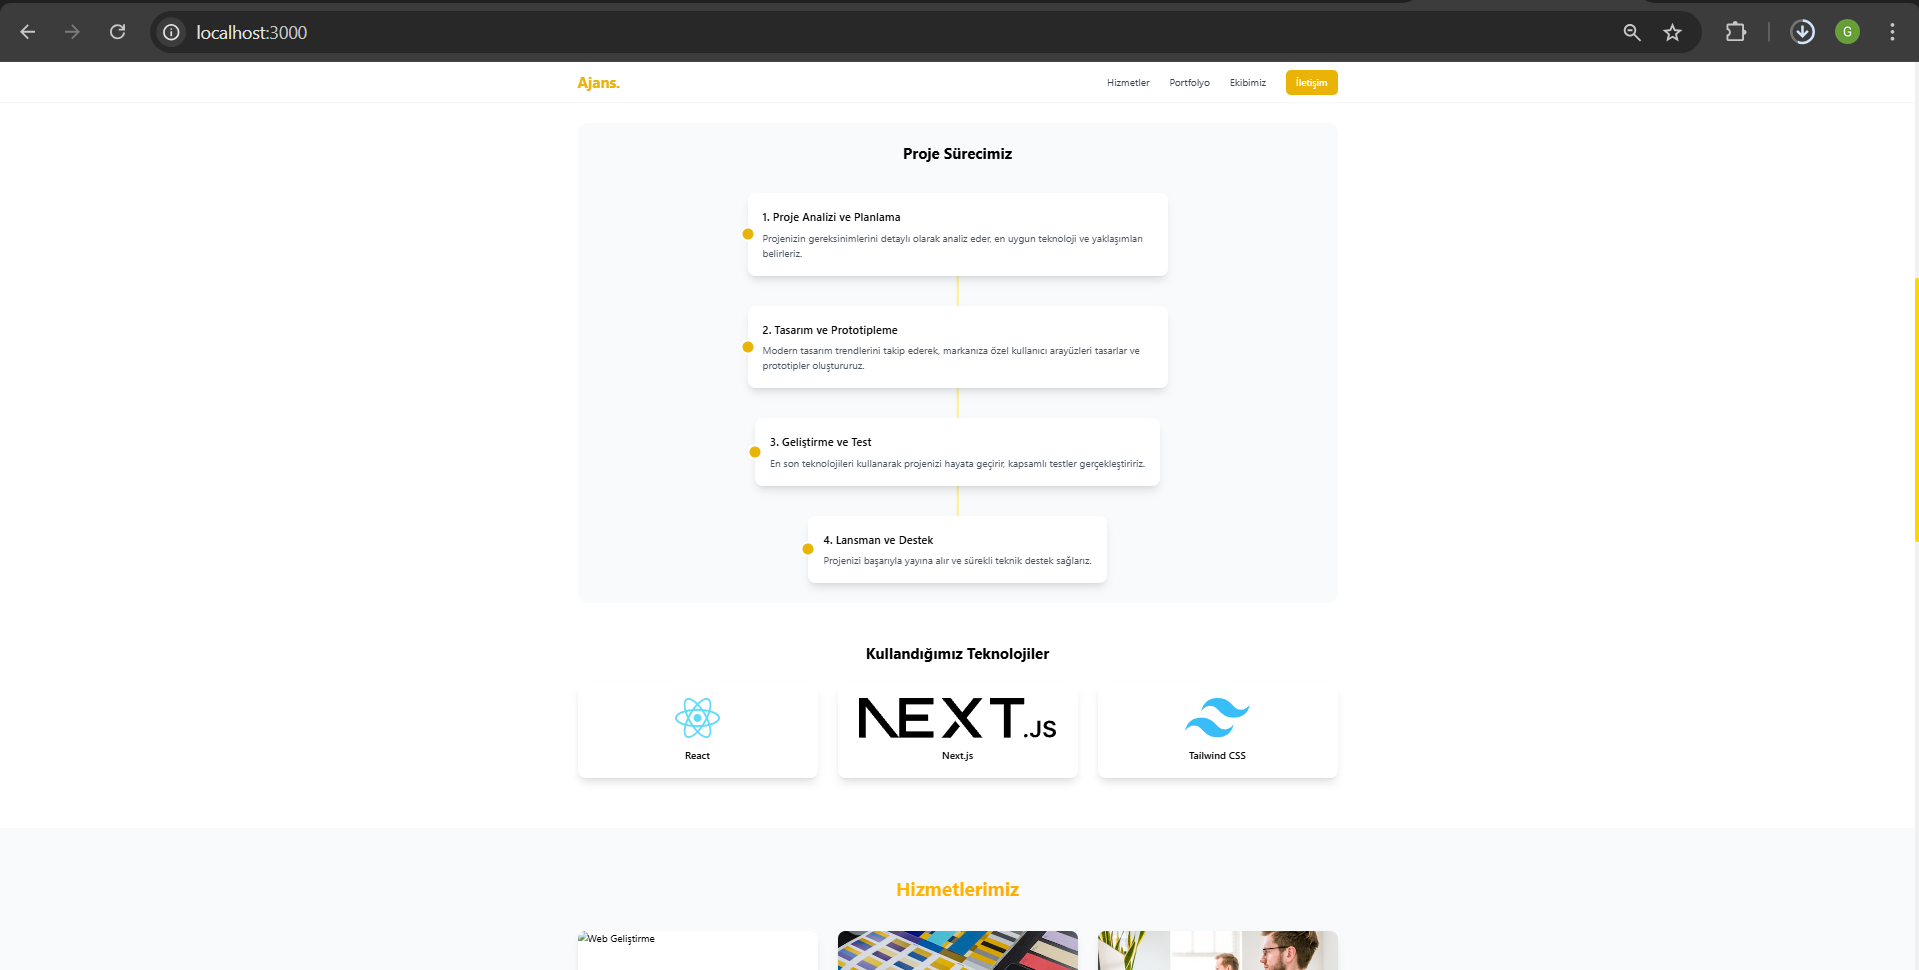 localhost:3000
G
Ajans.
Hizmetler
Portfolyo
Ekibimiz
İletişim
Proje Sürecimiz
1. Proje Analizi ve Planlama
Projenizin gereksinimlerini detaylı olarak analiz eder, en uygun teknoloji ve yaklaşımları
belirleriz.
2. Tasarım ve Prototipleme
Modern tasarım trendlerini takip ederek, markanıza özel kullanıcı arayüzleri tasarlar ve
prototipler oluştururuz.
3. Geliştirme ve Test
En son teknolojileri kullanarak projenizi hayata geçirir, kapsamlı testler gerçekleştiririz.
4. Lansman ve Destek
Projenizi başarıyla yayına alır ve sürekli teknik destek sağlarız.
Kullandığımız Teknolojiler
React
NEXT.JS
Next.js
Tailwind CSS
Hizmetlerimiz
Web Geliştirme